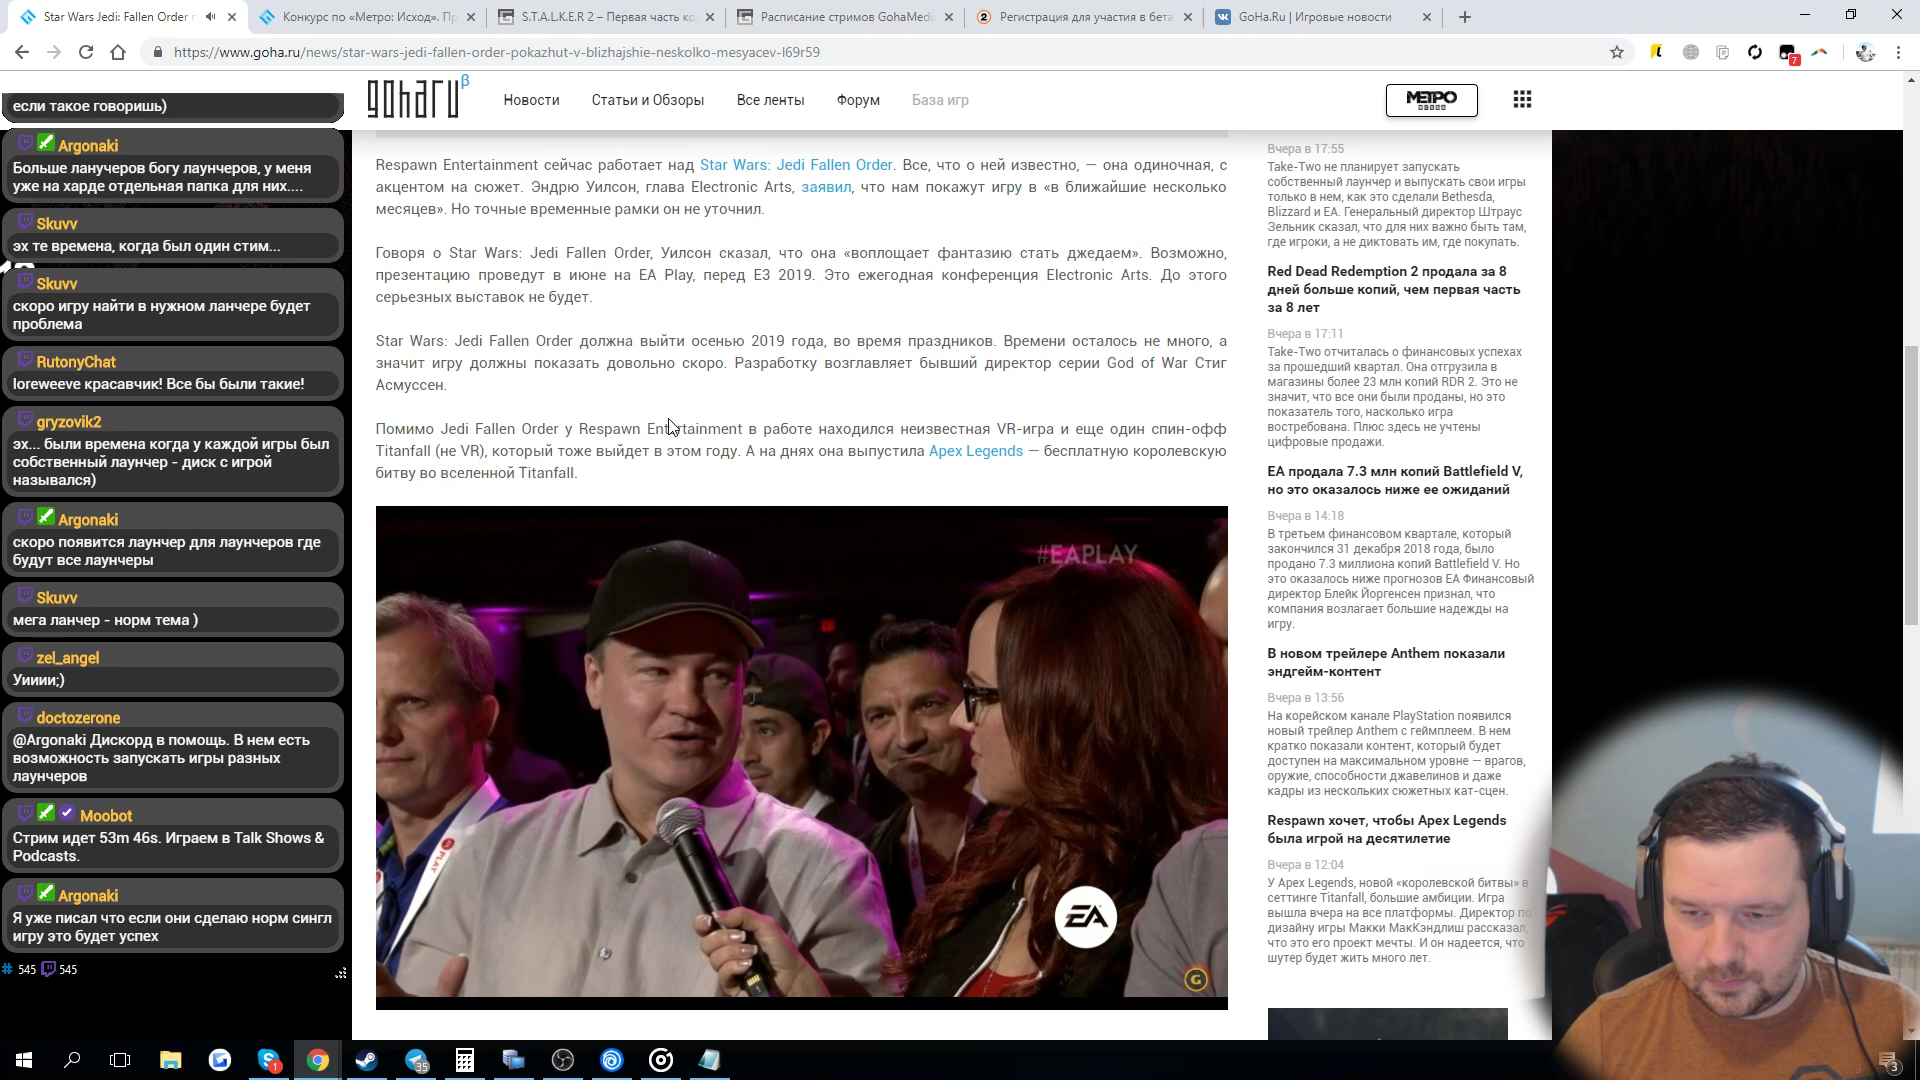 Star Wars Jedi: Fallen Order
Конкурс по «Метро: Исход». Пр
S.T.A.L.K.E.R 2 – Первая часть ко
Расписание стримов GohaMedi
Регистрация для участия в бета
GoHa.Ru | Игровые новости
https://www.goha.ru/news/star-wars-jedi-fallen-order-pokazhut-v-blizhajshie-neskolko-mesyacev-l69r59
7
goharu β
Новости
Статьи и Обзоры
Все ленты
Форум
База игр
МЕТРО
если такое говоришь)
Argonaki
Больше лануче­ров богу лаунчеров, у меня
уже на харде отдельная папка для них....
Skuvv
эх те времена, когда был один стим...
Skuvv
скоро игру найти в нужном ланчере будет
проблема
RutonyChat
loreweeve красавчик! Все бы были такие!
gryzovik2
эх... были времена когда у каждой игры был
собственный лаунчер - диск с игрой
назывался)
Argonaki
скоро появится лаунчер для лаунчеров где
будут все лаунчеры
Skuvv
мега ланчер - норм тема )
zel_angel
Уииии;)
doctozerone
@Argonaki Дискорд в помощь. В нем есть
возможность запускать игры разных
лаунчеров
Moobot
Стрим идет 53m 46s. Играем в Talk Shows &
Podcasts.
Argonaki
Я уже писал что если они сделаю норм сингл
игру это будет успех
545 545
Respawn Entertainment сейчас работает над Star Wars: Jedi Fallen Order. Все, что о ней известно, — она одиночная, с
акцентом на сюжет. Эндрю Уилсон, глава Electronic Arts, заявил, что нам покажут игру в «в ближайшие несколько
месяцев». Но точные временные рамки он не уточнил.
Говоря о Star Wars: Jedi Fallen Order, Уилсон сказал, что она «воплощает фантазию стать джедаем». Возможно,
презентацию проведут в июне на EA Play, перед E3 2019. Это ежегодная конференция Electronic Arts. До этого
серьезных выставок не будет.
Star Wars: Jedi Fallen Order должна выйти осенью 2019 года, во время праздников. Времени осталось не много, а
значит игру должны показать довольно скоро. Разработку возглавляет бывший директор серии God of War Стиг
Асмуссен.
Помимо Jedi Fallen Order у Respawn Entertainment в работе находился неизвестная VR-игра и еще один спин-офф
Titanfall (не VR), который тоже выйдет в этом году. А на днях она выпустила Apex Legends — бесплатную королевскую
битву во вселенной Titanfall.
#EAPLAY
PLAY
EA
G
Вчера в 17:55
Take-Two не планирует запускать
собственный лаунчер и выпускать свои игры
только в нем, как это сделали Bethesda,
Blizzard и EA. Генеральный директор Штраус
Зельник сказал, что для них важно быть там,
где игроки, а не диктовать им, где покупать.
Red Dead Redemption 2 продала за 8
дней больше копий, чем первая часть
за 8 лет
Вчера в 17:11
Take-Two отчиталась о финансовых успехах
за прошедший квартал. Она отгрузила в
магазины более 23 млн копий RDR 2. Это не
значит, что все они были проданы, но это
показатель того, насколько игра
востребована. Плюс здесь не учтены
цифровые продажи.
EA продала 7.3 млн копий Battlefield V,
но это оказалось ниже ее ожиданий
Вчера в 14:18
В третьем финансовом квартале, который
закончился 31 декабря 2018 года, было
продано 7.3 миллиона копий Battlefield V. Но
это оказалось ниже прогнозов EA Финансовый
директор Блейк Йоргенсен признал, что
компания возлагает большие надежды на
игру.
В новом трейлере Anthem показали
эндгейм-контент
Вчера в 13:56
На корейском канале PlayStation появился
новый трейлер Anthem с геймплеем. В нем
кратко показали контент, который будет
доступен на максимальном уровне — врагов,
оружие, способности джавелинов и даже
кадры из нескольких сюжетных кат-сцен.
Respawn хочет, чтобы Apex Legends
была игрой на десятилетие
Вчера в 12:04
У Apex Legends, новой «королевской битвы» в
сеттинге Titanfall, большие амбиции. Игра
вышла вчера на все платформы. Директор по
дизайну игры Макки МакКэндлиш рассказал,
что это его проект мечты. И он надеется, что
шутер будет жить много лет.
1
35
3